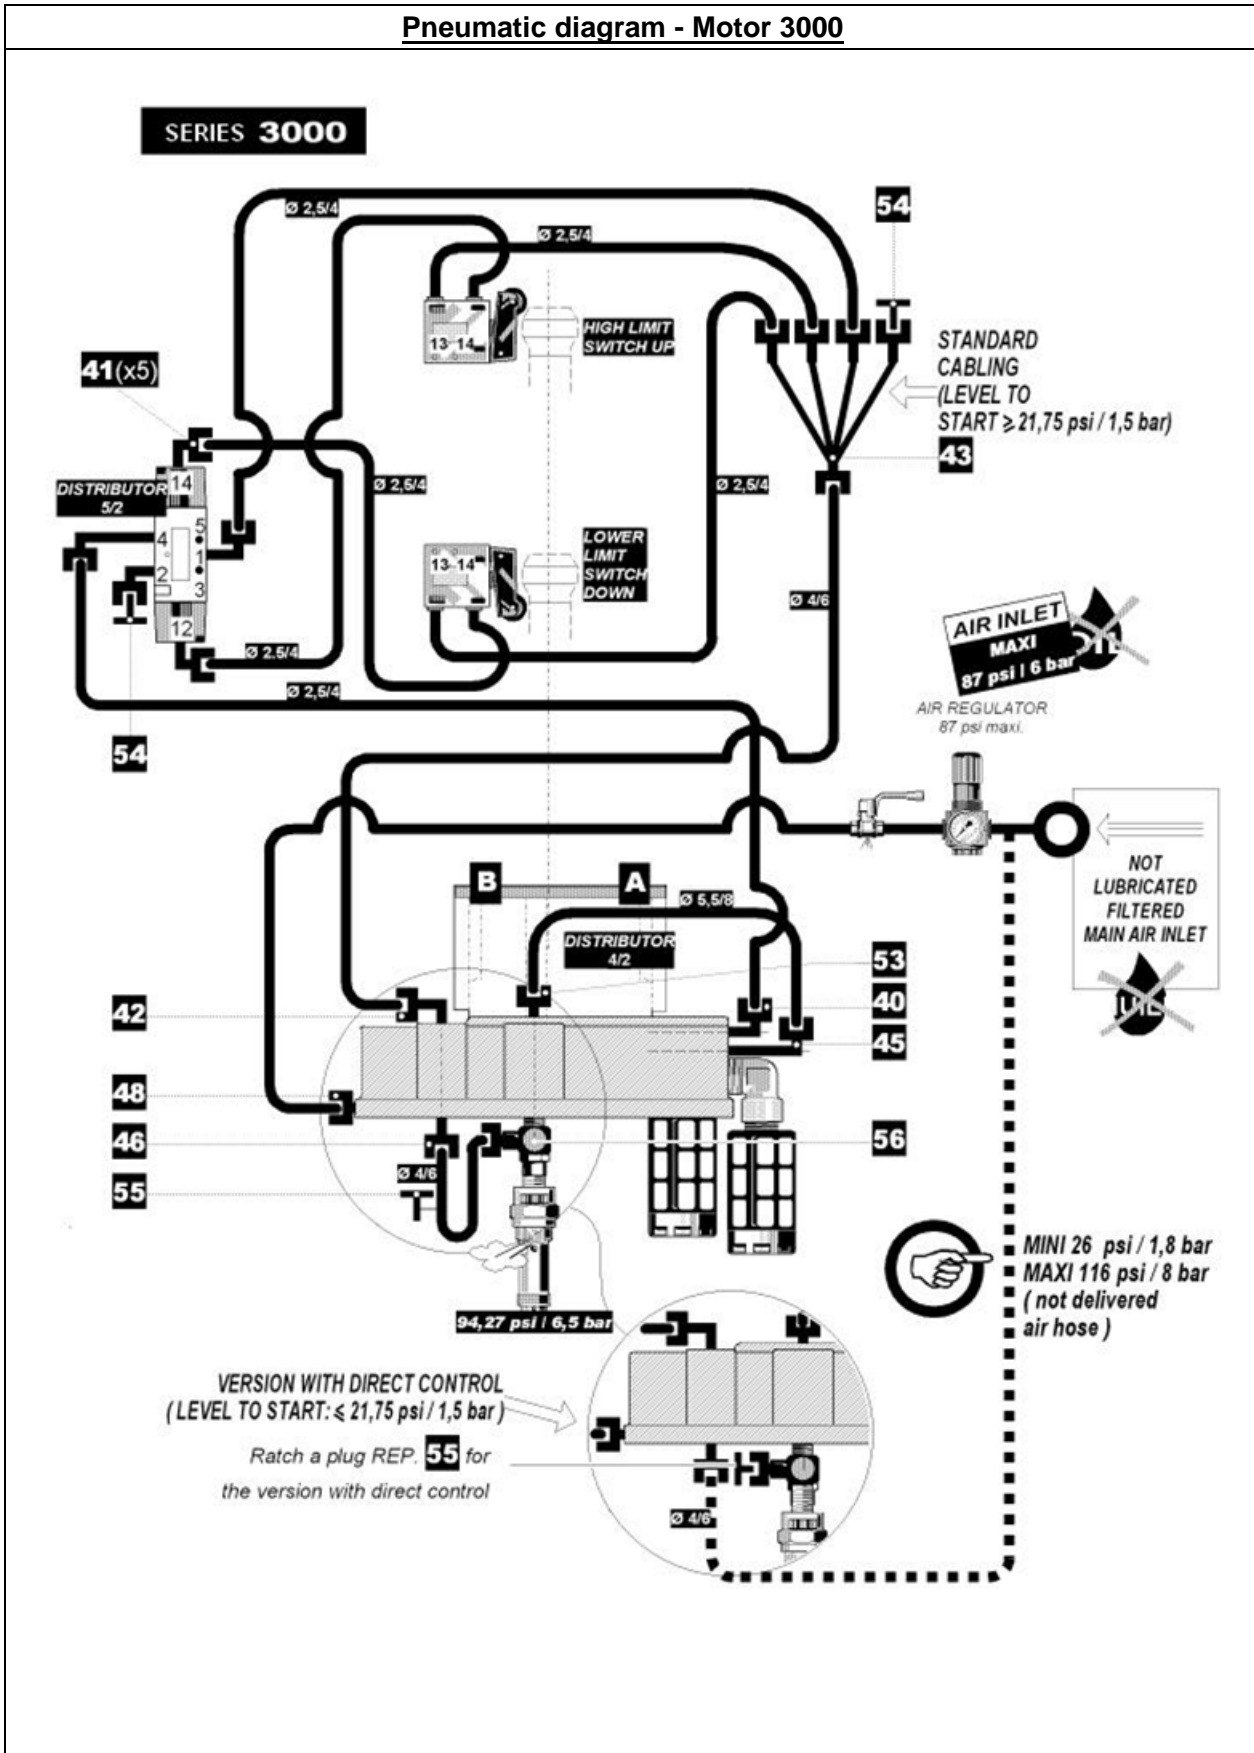 Pneumatic diagram - Motor 3000
SERIES 3000
Ø 2,5/4
Ø 2,5/4
54
HIGH LIMIT
SWITCH UP
13 14
STANDARD
CABLING
(LEVEL TO
START ⩾ 21,75 psi / 1,5 bar)
41(x5)
43
DISTRIBUTOR
5/2
14
Ø 2,5/4
Ø 2,5/4
5
4
1
2
3
12
13 14
LOWER
LIMIT
SWITCH
DOWN
Ø 4/6
AIR INLET
MAXI
87 psi / 6 bar
OIL
Ø 2.5/4
Ø 2,5/4
AIR REGULATOR
87 psi maxi.
54
NOT
LUBRICATED
FILTERED
MAIN AIR INLET
B
A
Ø 5,5/8
DISTRIBUTOR
4/2
53
42
40
45
48
46
56
Ø 4/6
55
MINI 26 psi / 1,8 bar
MAXI 116 psi / 8 bar
( not delivered
air hose )
94,27 psi / 6,5 bar
VERSION WITH DIRECT CONTROL
( LEVEL TO START: ⩽ 21,75 psi / 1,5 bar )
Ratch a plug REP. 55 for
the version with direct control
Ø 4/6